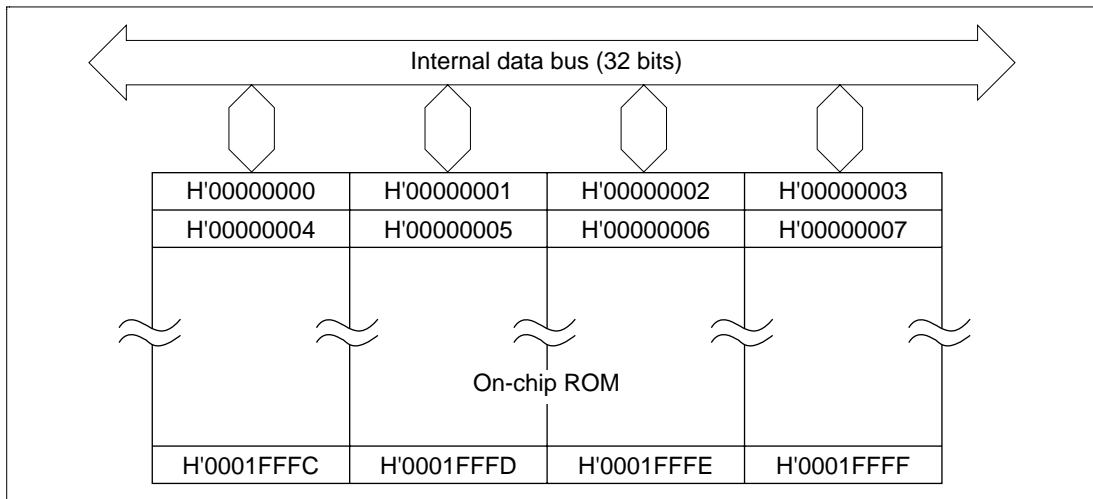 Internal data bus (32 bits)
H'00000000 H'00000001 H'00000002 H'00000003
H'00000004 H'00000005 H'00000006 H'00000007
On-chip ROM
H'0001FFFC H'0001FFFD H'0001FFFE H'0001FFFF